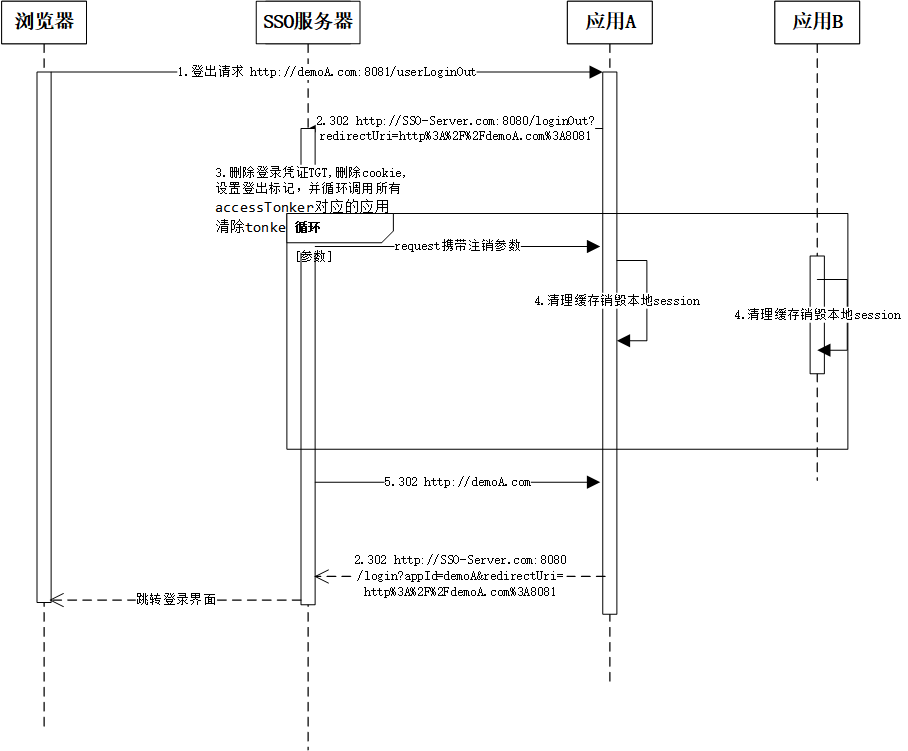 浏览器
SSO服务器
应用A
应用B
1.登出请求 http://demoA.com:8081/userLoginOut
2.302 http://SSO-Server.com:8080/loginOut?
redirectUri=http%3A%2F%2FdemoA.com%3A8081
3.删除登录凭证TGT,删除cookie,
设置登出标记，并循环调用所有
accessTonker对应的应用
清除tonke
循环
[参数]
request携带注销参数
4.清理缓存销毁本地session
4.清理缓存销毁本地session
5.302 http://demoA.com
2.302 http://SSO-Server.com:8080
/login?appId=demoA&redirectUri=
http%3A%2F%2FdemoA.com%3A8081
跳转登录界面